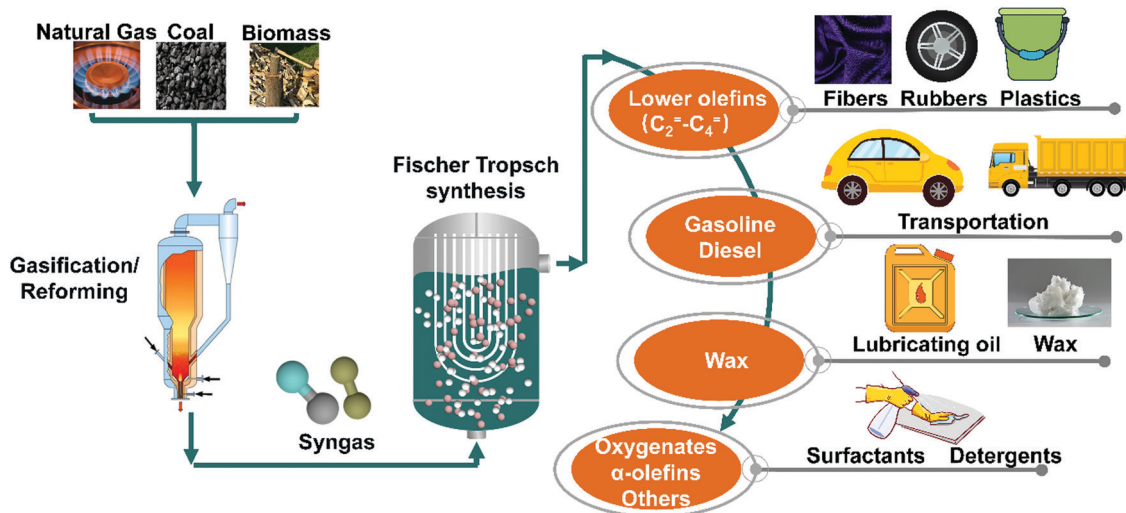 Natural Gas
Coal
Biomass
Gasification/
Reforming
Syngas
Fischer Tropsch
synthesis
Lower olefins
(C₂⁼-C₄⁼)
Fibers
Rubbers
Plastics
Gasoline
Diesel
Transportation
Wax
Lubricating oil
Wax
Oxygenates
α-olefins
Others
Surfactants
Detergents